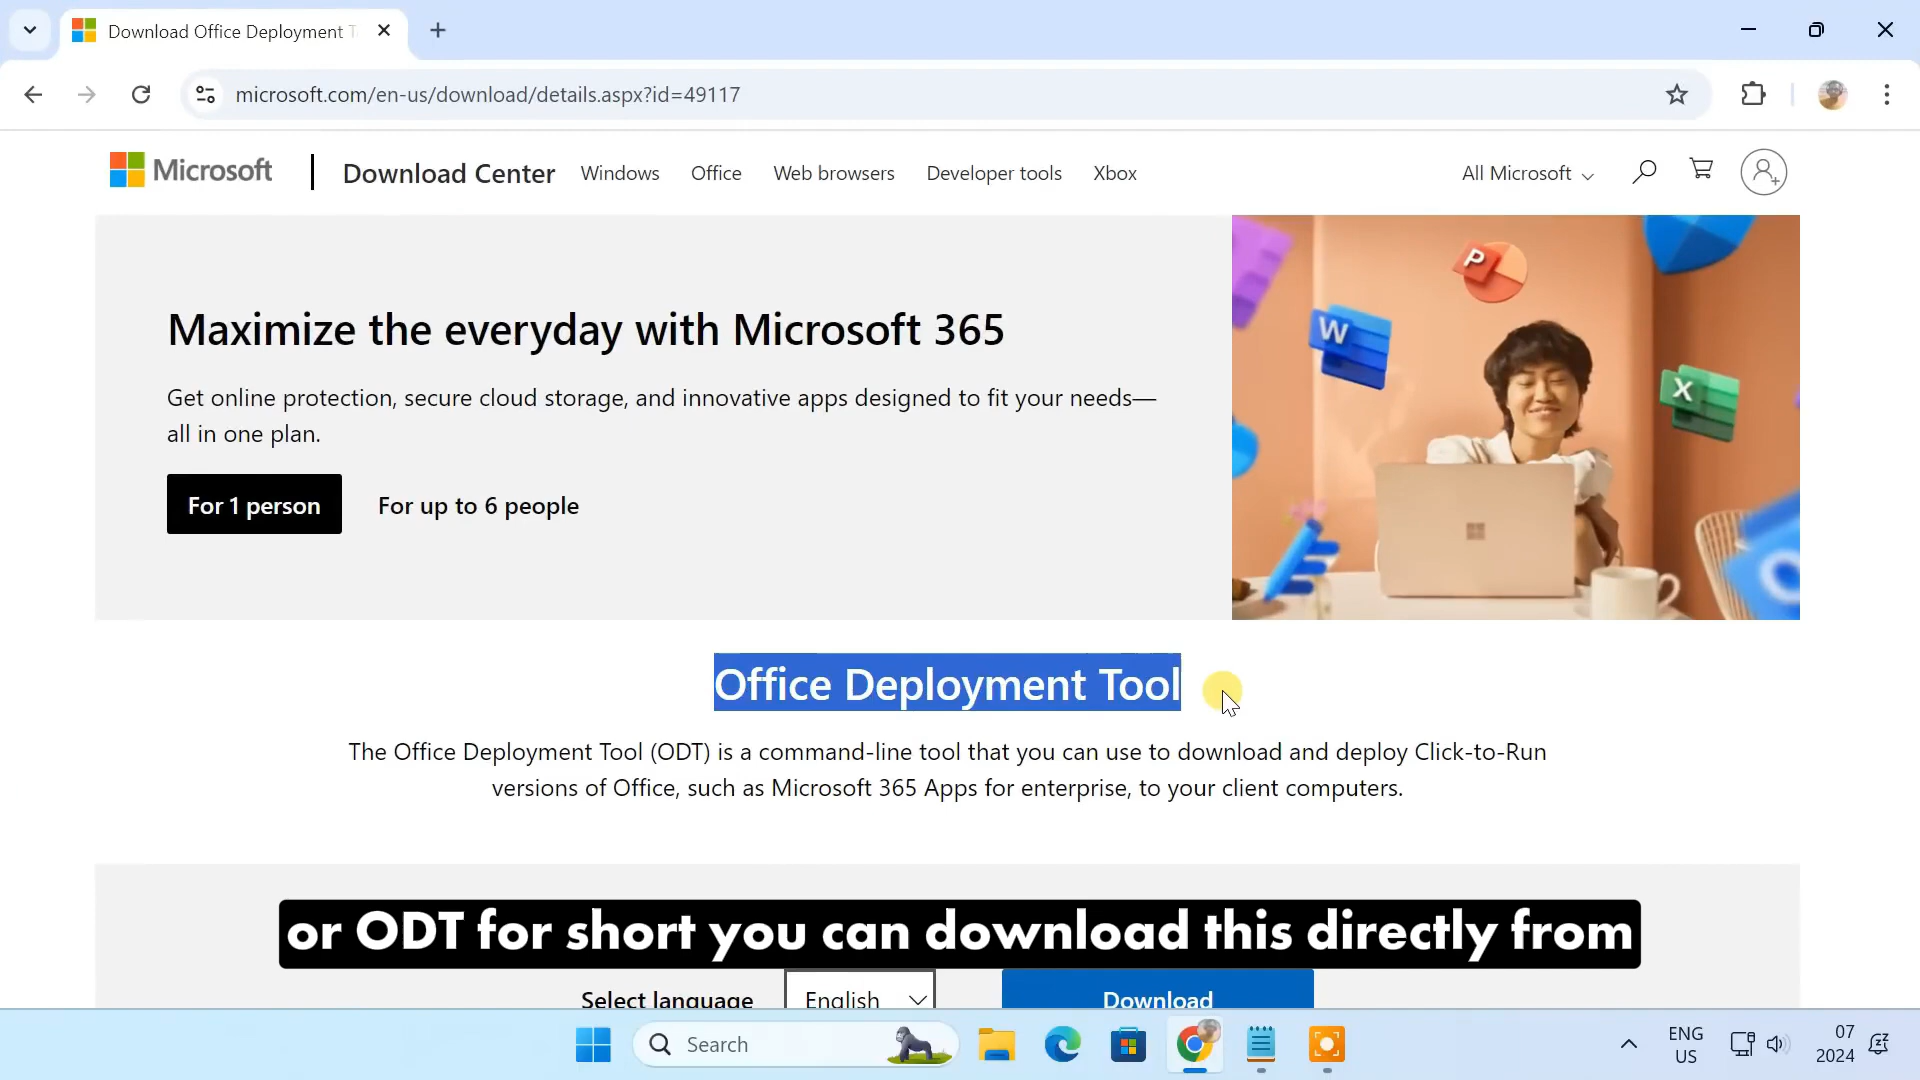 Download Office Deployment T
microsoft.com/en-us/download/details.aspx?id=49117
Microsoft
Download Center
Windows
Office
Web browsers
Developer tools
Xbox
All Microsoft
Maximize the everyday with Microsoft 365
Get online protection, secure cloud storage, and innovative apps designed to fit your needs—
all in one plan.
For 1 person
For up to 6 people
P
W
X
O
Office Deployment Tool
The Office Deployment Tool (ODT) is a command-line tool that you can use to download and deploy Click-to-Run
versions of Office, such as Microsoft 365 Apps for enterprise, to your client computers.
or ODT for short you can download this directly from
Select language
English
Download
Search
ENG
US
07
2024